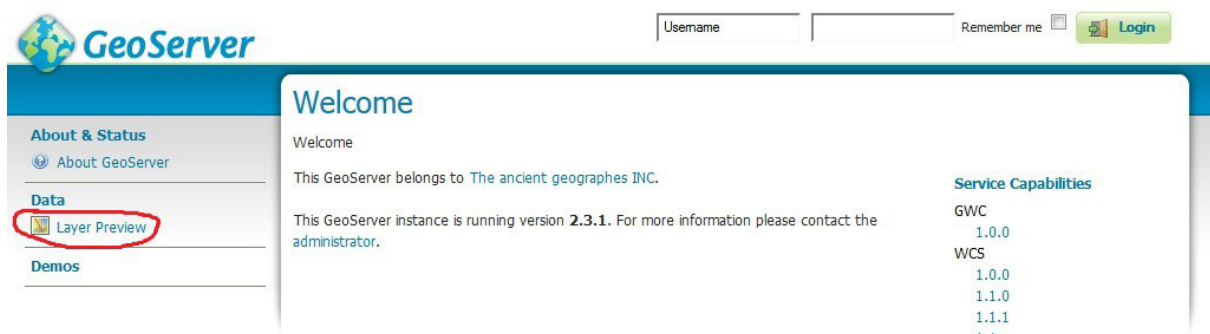 GeoServer
Username
Remember me
Login
Welcome
About & Status
About GeoServer
Data
Layer Preview
Demos
Welcome
This GeoServer belongs to The ancient geographes INC.
This GeoServer instance is running version 2.3.1. For more information please contact the
administrator.
Service Capabilities
GWC
1.0.0
WCS
1.0.0
1.1.0
1.1.1